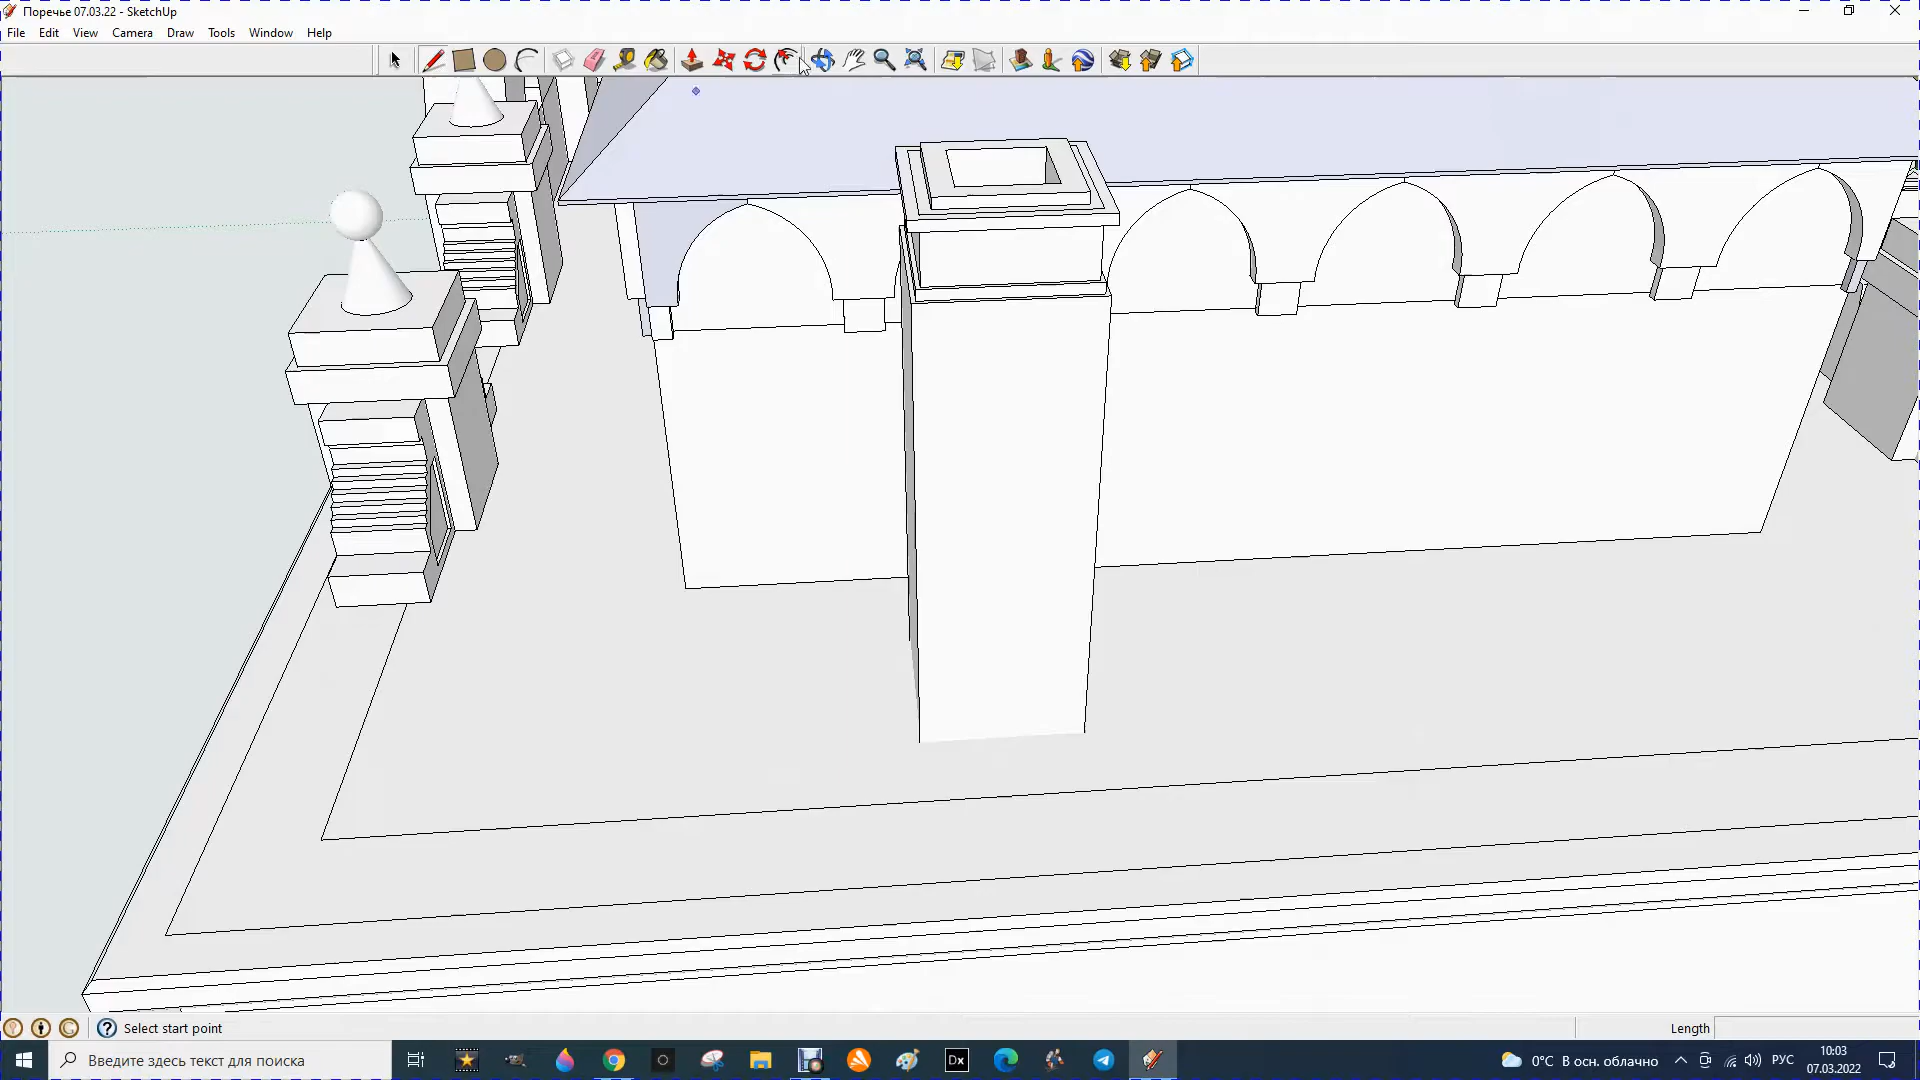 Поречье 07.03.22 - SketchUp
File Edit View Camera Draw Tools Window Help
Select start point
Length
Введите здесь текст для поиска
Dx
0°C В осн. облачно
РУС
10:03
07.03.2022